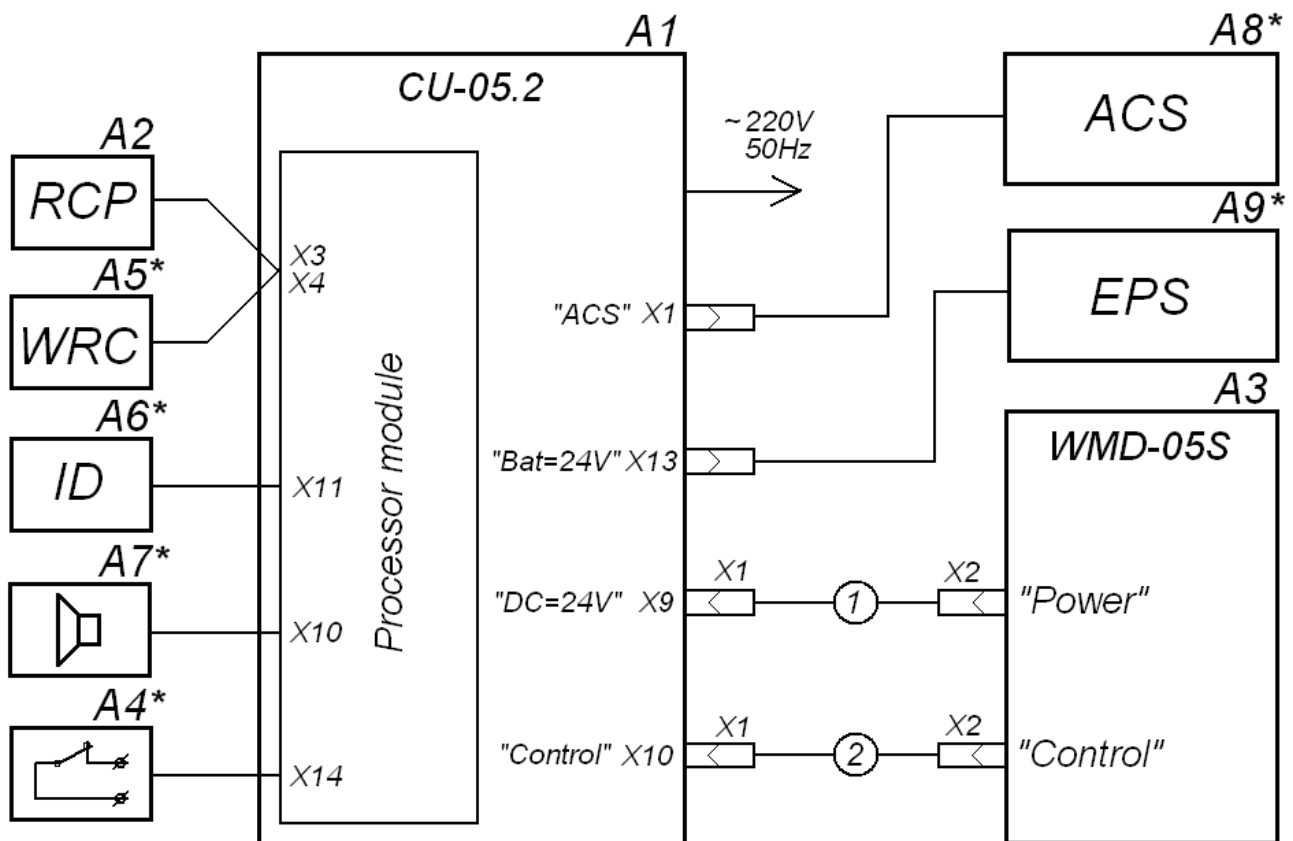 A1
CU-05.2
A2
RCP
A5*
WRC
A6*
ID
A7*
A4*
X3
X4
X11
X10
X14
Processor module
~220V
50Hz
"ACS" X1
"Bat=24V" X13
"DC=24V" X9
"Control" X10
X1
1
X2
X1
2
X2
A8*
ACS
A9*
EPS
A3
WMD-05S
"Power"
"Control"